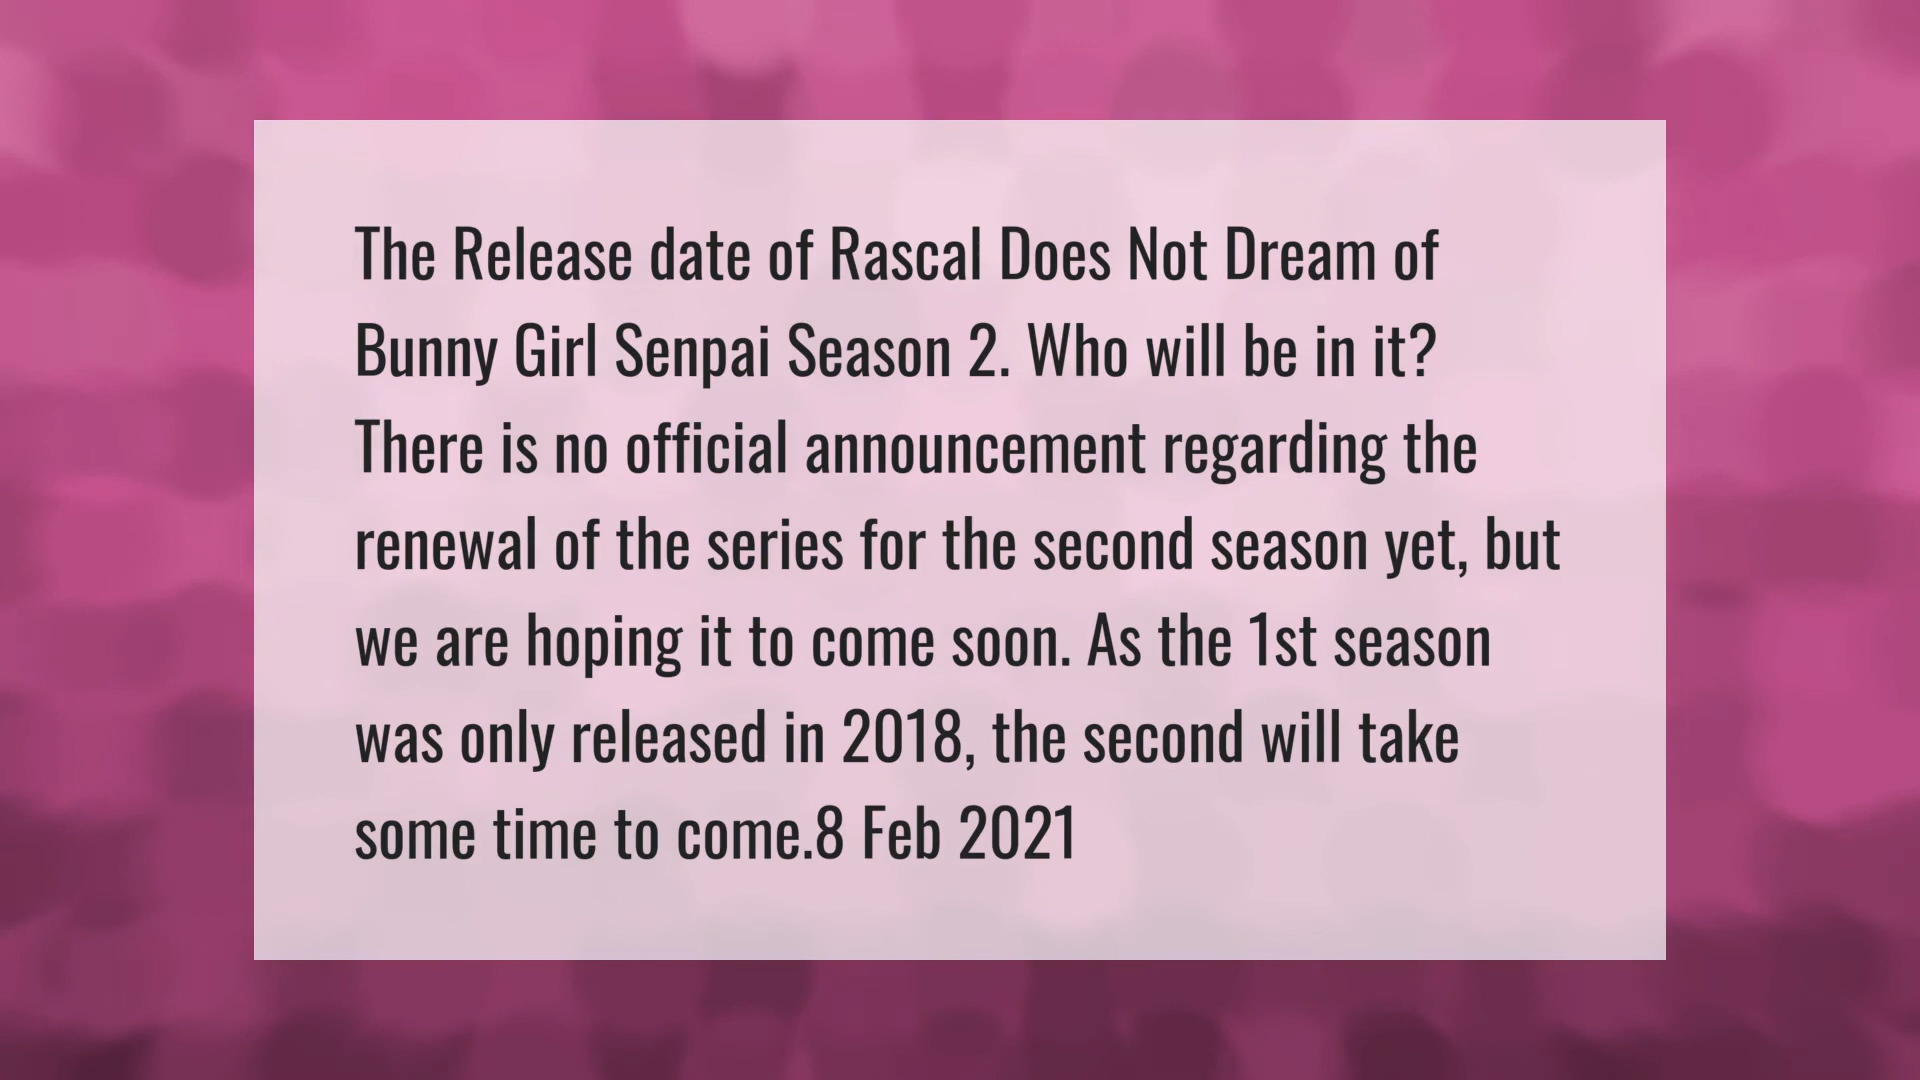 The Release date of Rascal Does Not Dream of
Bunny Girl Senpai Season 2. Who will be in it?
There is no official announcement regarding the
renewal of the series for the second season yet, but
we are hoping it to come soon. As the 1st season
was only released in 2018, the second will take
some time to come.8 Feb 2021